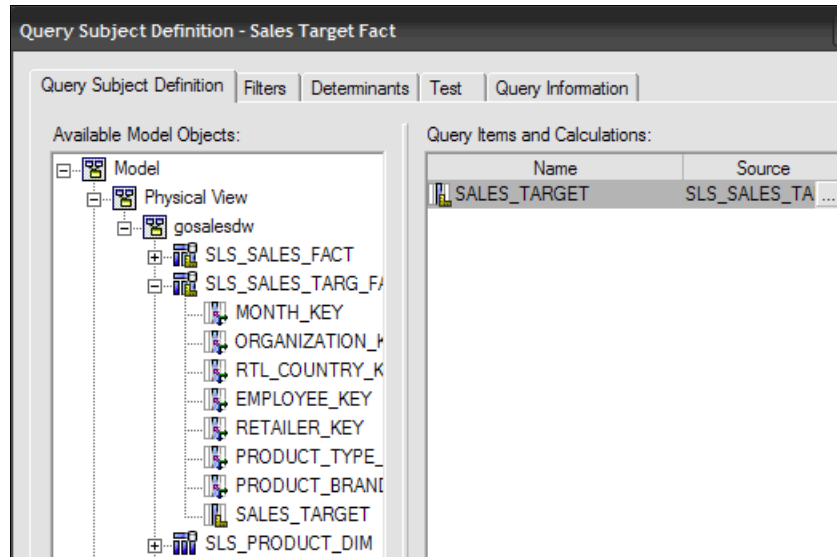 Query Subject Definition - Sales Target Fact
Query Subject Definition
Filters
Determinants
Test
Query Information
Available Model Objects:
Model
Physical View
gosalesdw
SLS_SALES_FACT
SLS_SALES_TARG_FA
MONTH_KEY
ORGANIZATION_K
RTL_COUNTRY_K
EMPLOYEE_KEY
RETAILER_KEY
PRODUCT_TYPE_
PRODUCT_BRAND
SALES_TARGET
SLS_PRODUCT_DIM
Query Items and Calculations:
Name Source
SALES_TARGET SLS_SALES_TA ...